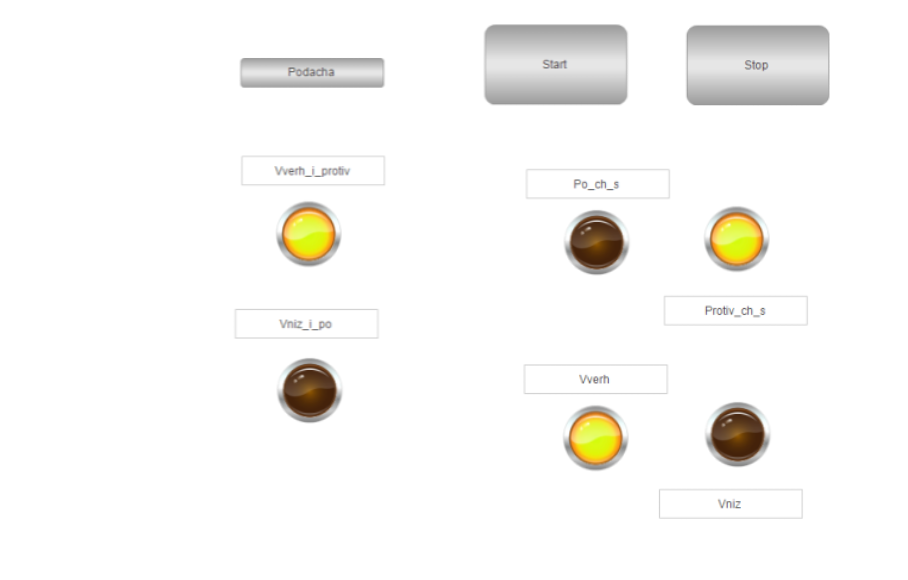 Podacha
Start
Stop
Vverh_i_protiv
Po_ch_s
Protiv_ch_s
Vniz_i_po
Vverh
Vniz